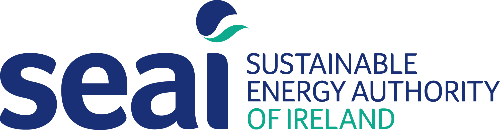 seai
SUSTAINABLE
ENERGY AUTHORITY
OF IRELAND